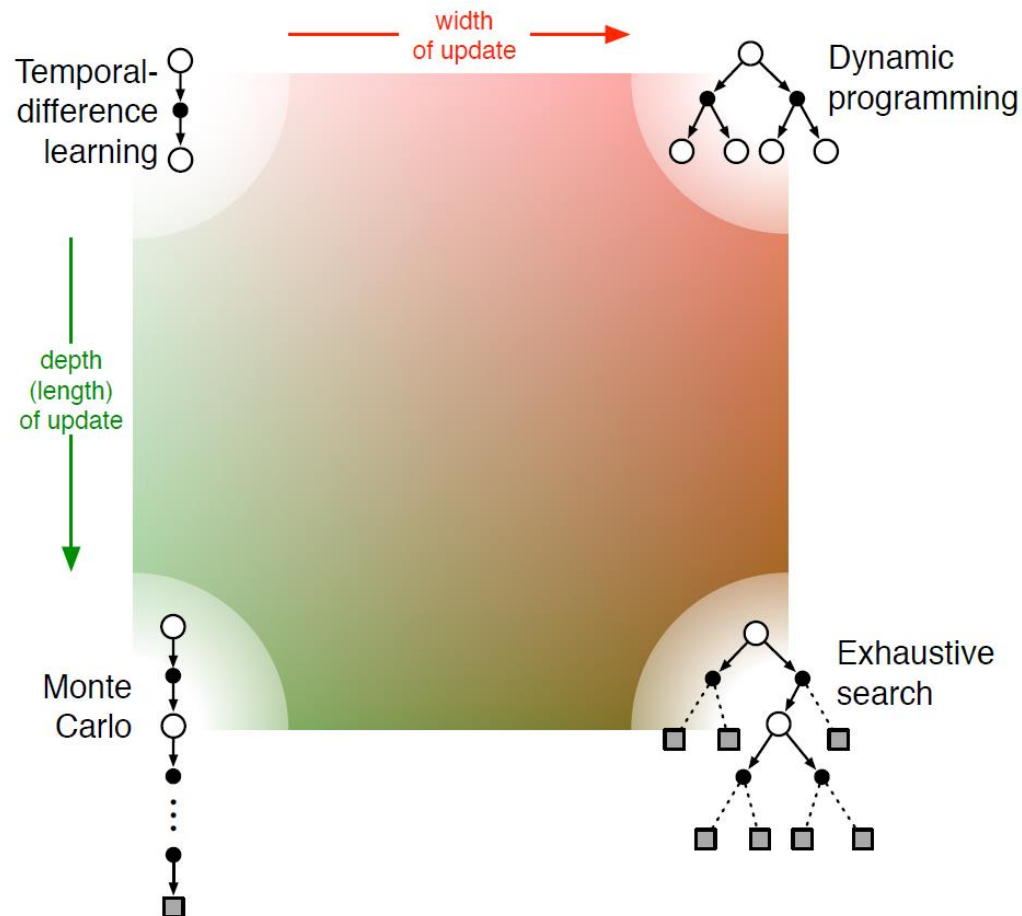 width
of update
Temporal-
difference
learning
Dynamic
programming
depth
(length)
of update
Monte
Carlo
Exhaustive
search